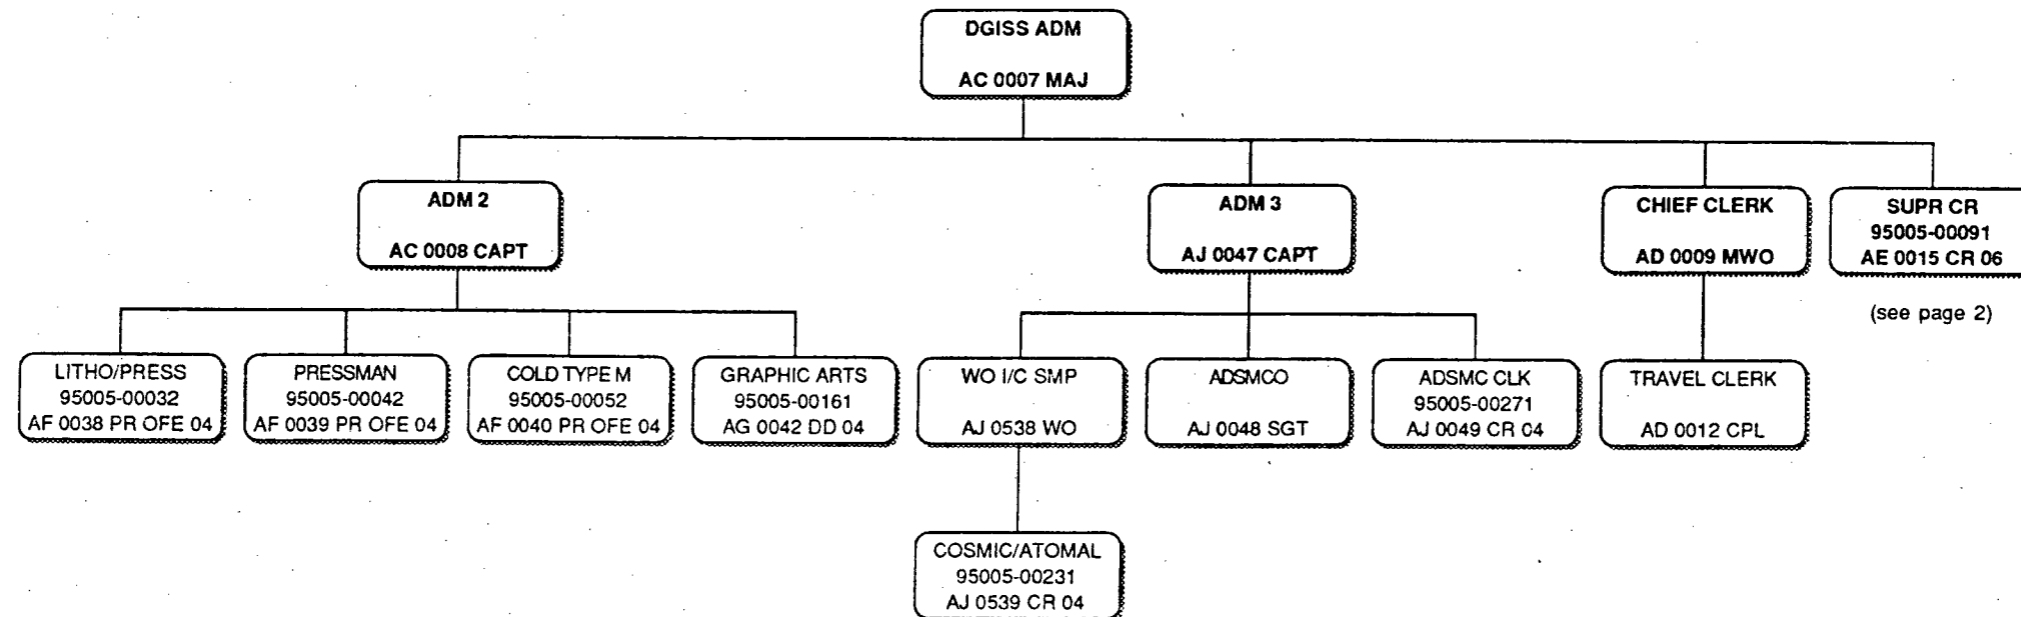 DGISS ADM
AC 0007 MAJ
ADM 2
AC 0008 CAPT
ADM 3
AJ 0047 CAPT
CHIEF CLERK
AD 0009 MWO
SUPR CR
95005-00091
AE 0015 CR 06
(see page 2)
LITHO/PRESS
95005-00032
AF 0038 PR OFE 04
PRESSMAN
95005-00042
AF 0039 PR OFE 04
COLD TYPE M
95005-00052
AF 0040 PR OFE 04
GRAPHIC ARTS
95005-00161
AG 0042 DD 04
WO I/C SMP
AJ 0538 WO
ADSMCO
AJ 0048 SGT
ADSMC CLK
95005-00271
AJ 0049 CR 04
TRAVEL CLERK
AD 0012 CPL
COSMIC/ATOMAL
95005-00231
AJ 0539 CR 04